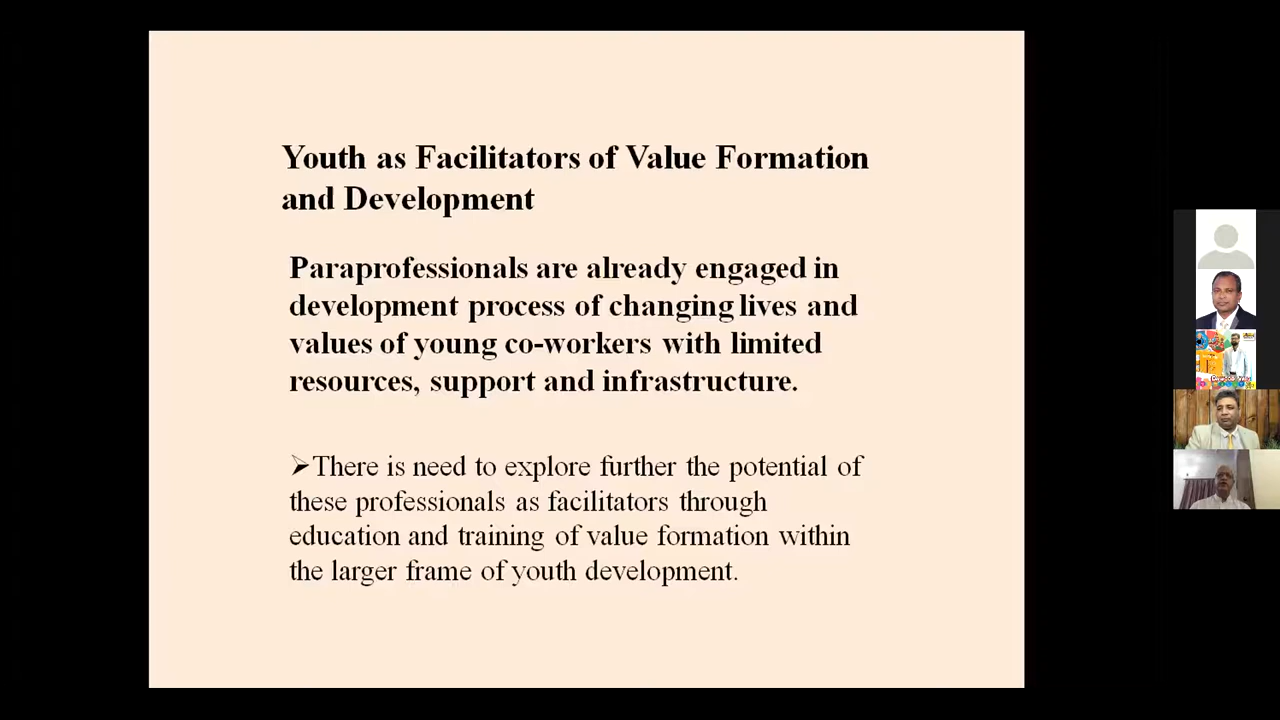 Youth as Facilitators of Value Formation
and Development
Paraprofessionals are already engaged in
development process of changing lives and
values of young co-workers with limited
resources, support and infrastructure.
➢There is need to explore further the potential of
these professionals as facilitators through
education and training of value formation within
the larger frame of youth development.